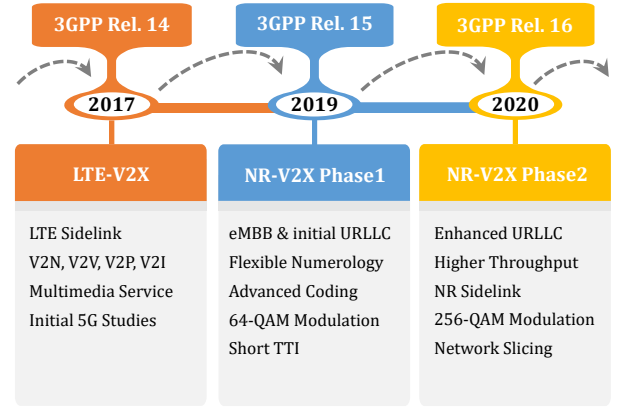 3GPP Rel. 14
3GPP Rel. 15
3GPP Rel. 16
2017
2019
2020
LTE-V2X
NR-V2X Phase1
NR-V2X Phase2
LTE Sidelink
V2N, V2V, V2P, V2I
Multimedia Service
Initial 5G Studies
eMBB & initial URLLC
Flexible Numerology
Advanced Coding
64-QAM Modulation
Short TTI
Enhanced URLLC
Higher Throughput
NR Sidelink
256-QAM Modulation
Network Slicing